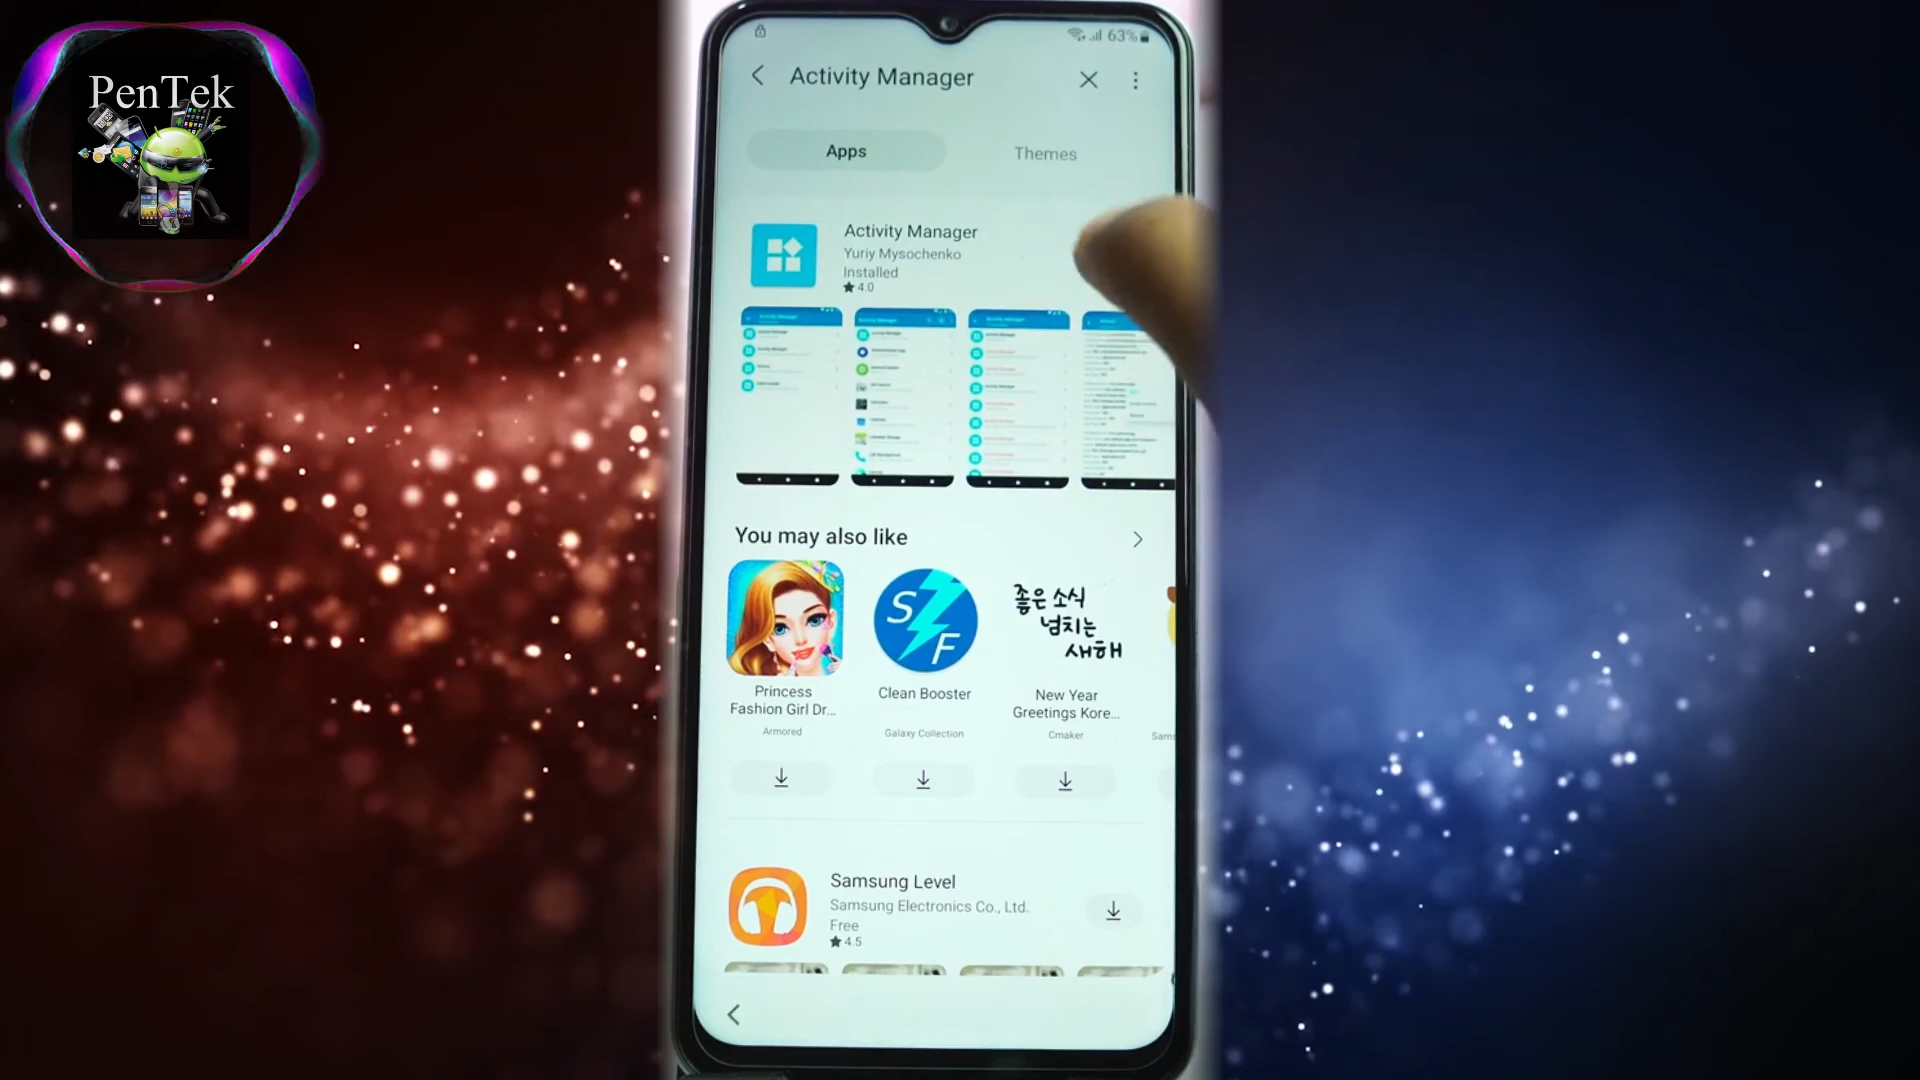 PenTek
63%
Activity Manager
Apps
Themes
Activity Manager
Yuriy Mysochenko
Installed
★ 4.0
You may also like
S F
Princess
Fashion Girl Dr...
Armored
Clean Booster
Galaxy Collection
좋은 소식
넘치는
새해
New Year
Greetings Kore...
Cmaker
Sams
Samsung Level
Samsung Electronics Co., Ltd.
Free
★ 4.5